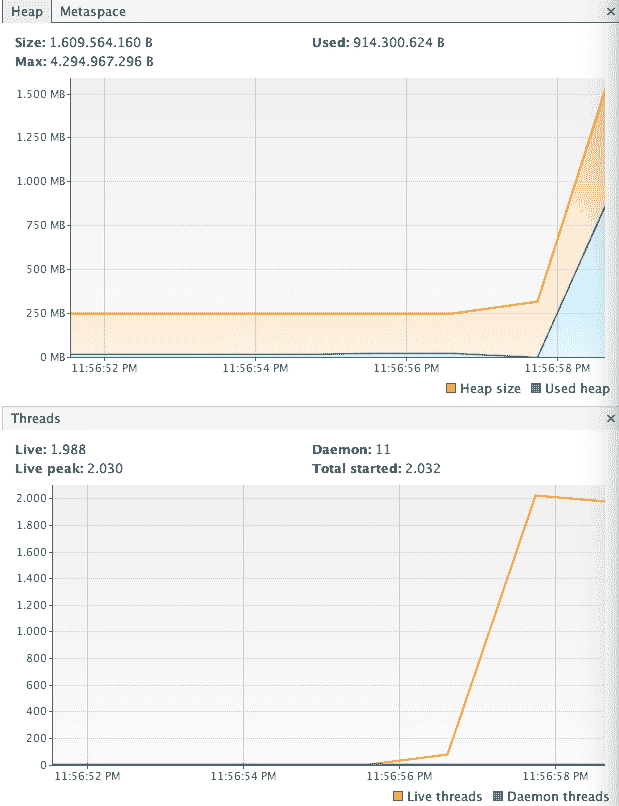 Heap Metaspace ×
Size: 1.609.564.160 B Used: 914.300.624 B
Max: 4.294.967.296 B
1.500 MB
1.250 MB
1.000 MB
750 MB
500 MB
250 MB
0 MB
11:56:52 PM 11:56:54 PM 11:56:56 PM 11:56:58 PM
Heap size Used heap
Threads ×
Live: 1.988 Daemon: 11
Live peak: 2.030 Total started: 2.032
2.000
1.800
1.600
1.400
1.200
1.000
800
600
400
200
0
11:56:52 PM 11:56:54 PM 11:56:56 PM 11:56:58 PM
Live threads Daemon threads